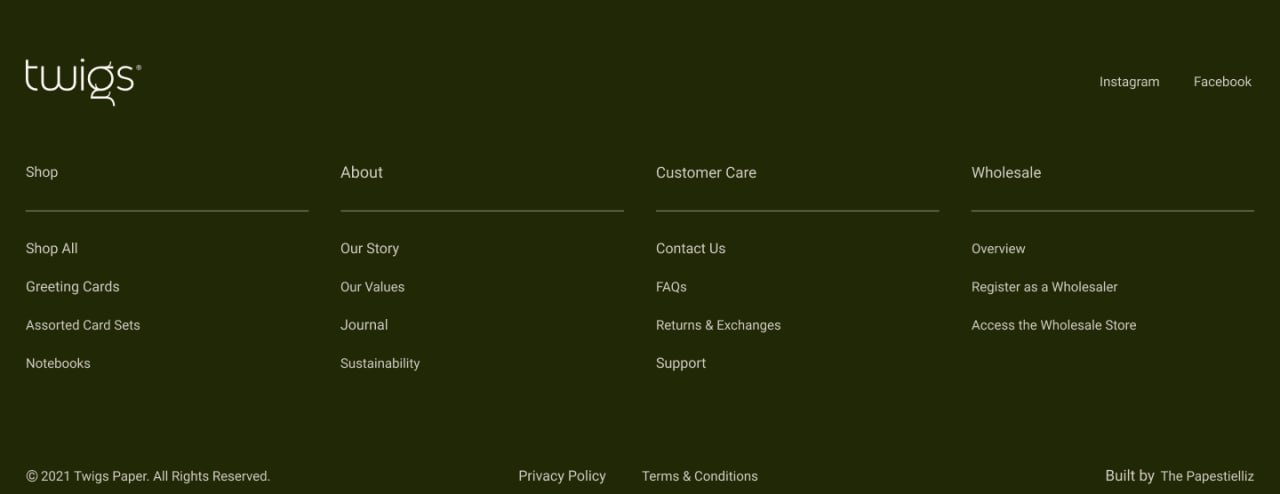 twigs®
Instagram Facebook
Shop About Customer Care Wholesale
Shop All Our Story Contact Us Overview
Greeting Cards Our Values FAQs Register as a Wholesaler
Assorted Card Sets Journal Returns & Exchanges Access the Wholesale Store
Notebooks Sustainability Support
© 2021 Twigs Paper. All Rights Reserved. Privacy Policy Terms & Conditions Built by The Papestielliz